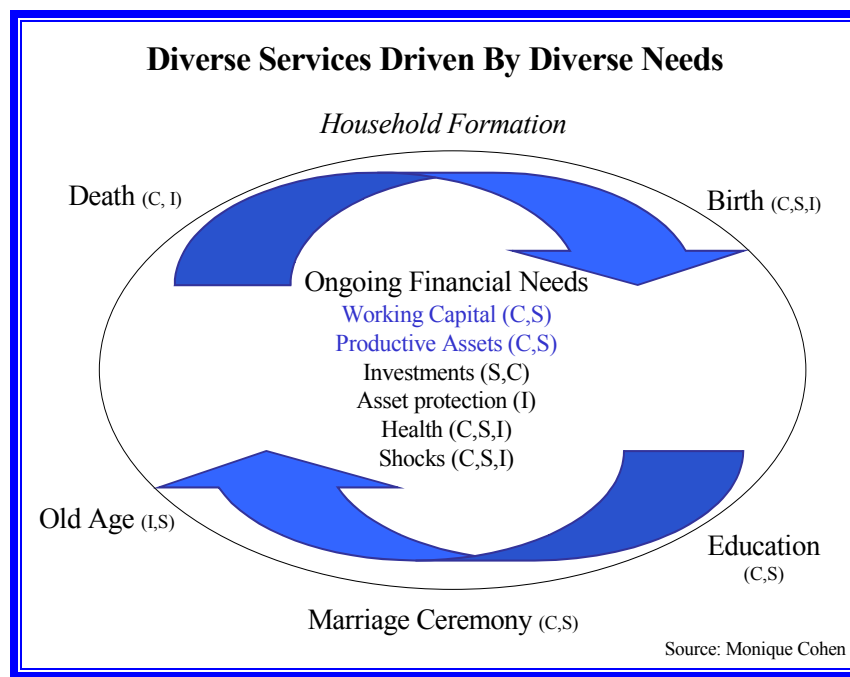 Diverse Services Driven By Diverse Needs
Household Formation
Death (C, I)
Birth (C,S,I)
Ongoing Financial Needs
Working Capital (C,S)
Productive Assets (C,S)
Investments (S,C)
Asset protection (I)
Health (C,S,I)
Shocks (C,S,I)
Old Age (I,S)
Education
(C,S)
Marriage Ceremony (C,S)
Source: Monique Cohen